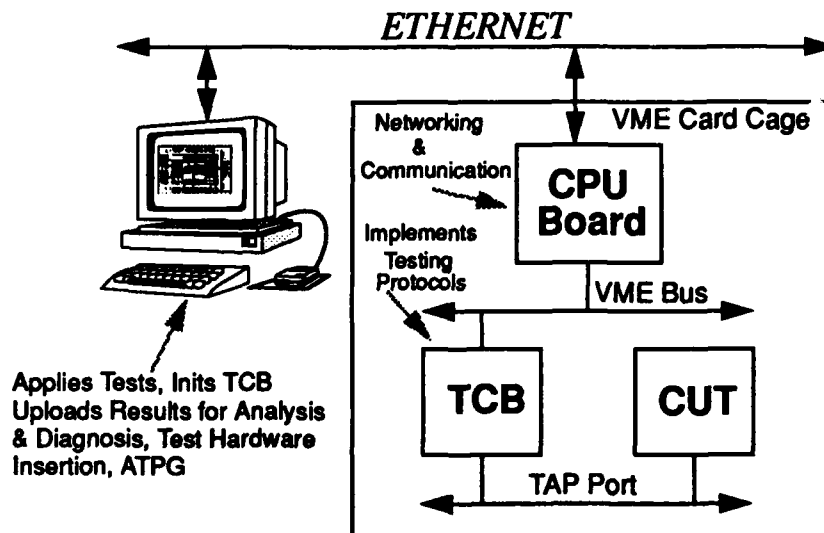 ETHERNET
VME Card Cage
Networking
&
Communication
CPU
Board
Implements
Testing
Protocols
VME Bus
TCB
CUT
TAP Port
Applies Tests, Inits TCB
Uploads Results for Analysis
& Diagnosis, Test Hardware
Insertion, ATPG